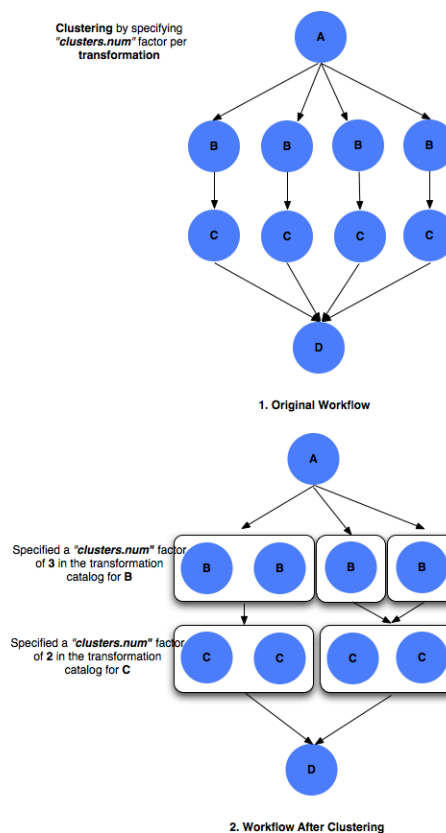 Clustering by specifying
"clusters.num" factor per
transformation
A
B B B B
C C C C
D
1. Original Workflow
A
Specified a "clusters.num" factor
of 3 in the transformation
catalog for B
B B B B
Specified a "clusters.num" factor
of 2 in the transformation
catalog for C
C C C C
D
2. Workflow After Clustering